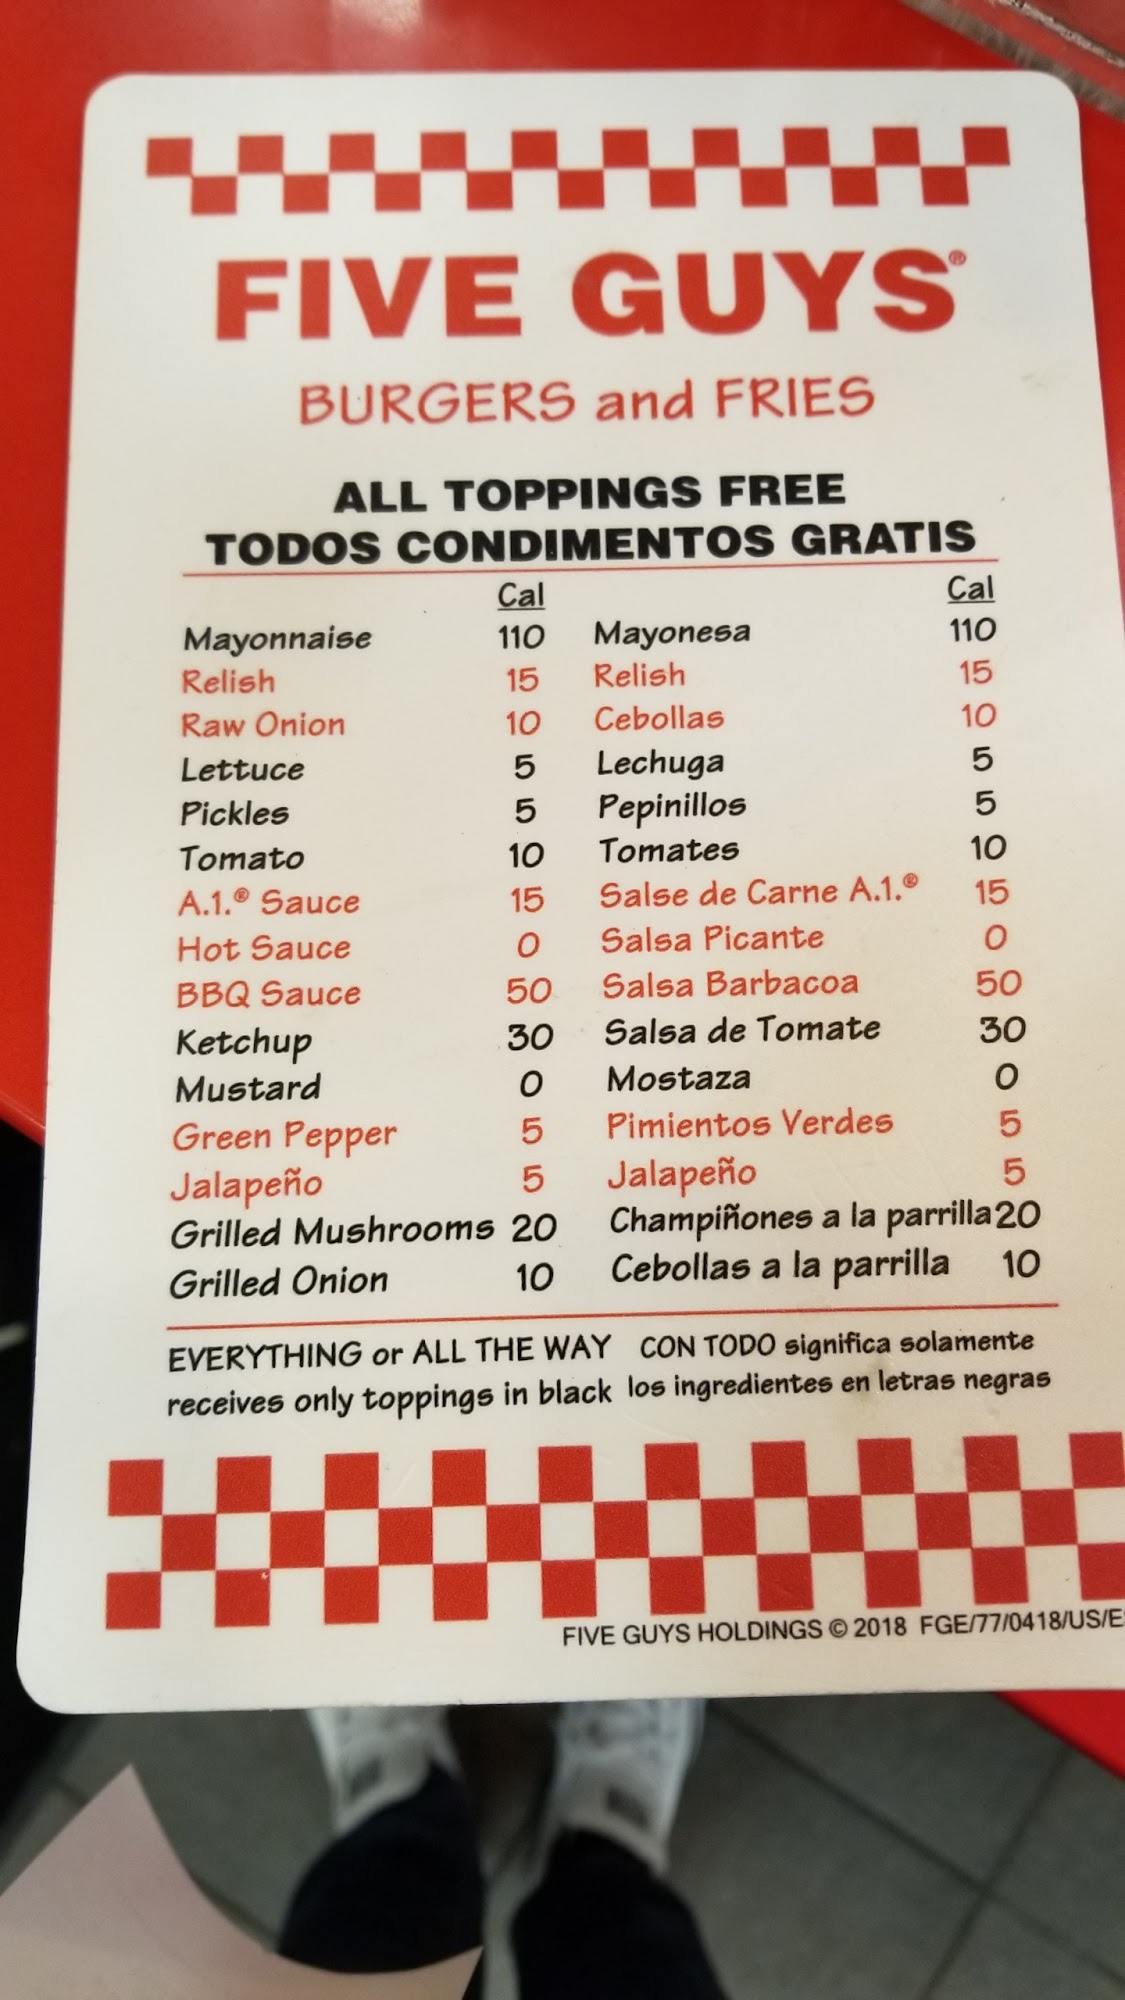 FIVE GUYS®
BURGERS and FRIES
ALL TOPPINGS FREE
TODOS CONDIMENTOS GRATIS
Cal Cal
Mayonnaise 110 Mayonesa 110
Relish 15 Relish 15
Raw Onion 10 Cebollas 10
Lettuce 5 Lechuga 5
Pickles 5 Pepinillos 5
Tomato 10 Tomates 10
A.1.® Sauce 15 Salse de Carne A.1.® 15
Hot Sauce 0 Salsa Picante 0
BBQ Sauce 50 Salsa Barbacoa 50
Ketchup 30 Salsa de Tomate 30
Mustard 0 Mostaza 0
Green Pepper 5 Pimientos Verdes 5
Jalapeño 5 Jalapeño 5
Grilled Mushrooms 20 Champiñones a la parrilla 20
Grilled Onion 10 Cebollas a la parrilla 10
EVERYTHING or ALL THE WAY CON TODO significa solamente
receives only toppings in black los ingredientes en letras negras
FIVE GUYS HOLDINGS © 2018 FGE/77/0418/US/E